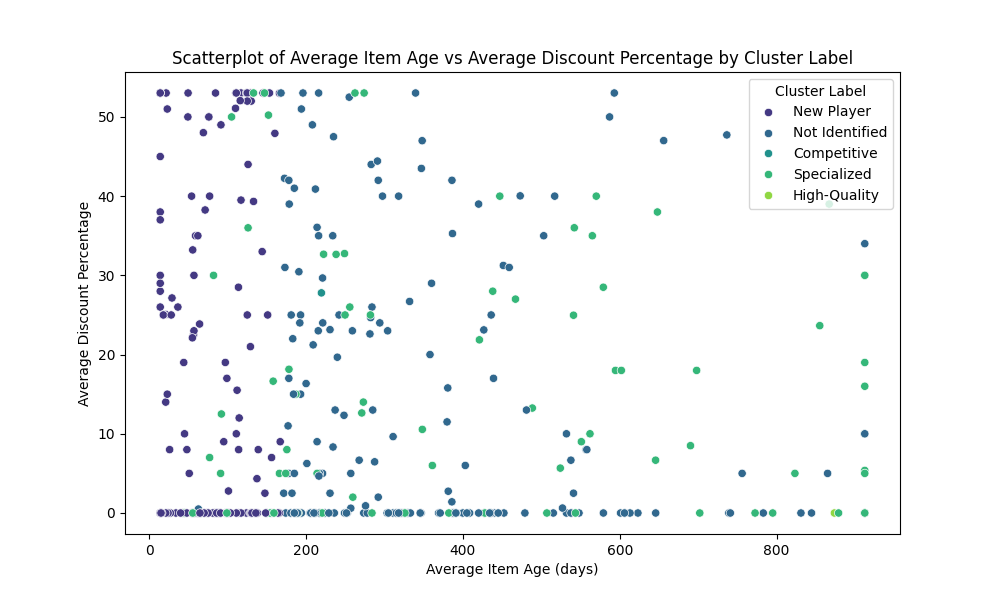 Scatterplot of Average Item Age vs Average Discount Percentage by Cluster Label
Cluster Label
New Player
Not Identified
Competitive
Specialized
High-Quality
Average Discount Percentage
50
40
30
20
10
0
0 200 400 600 800
Average Item Age (days)